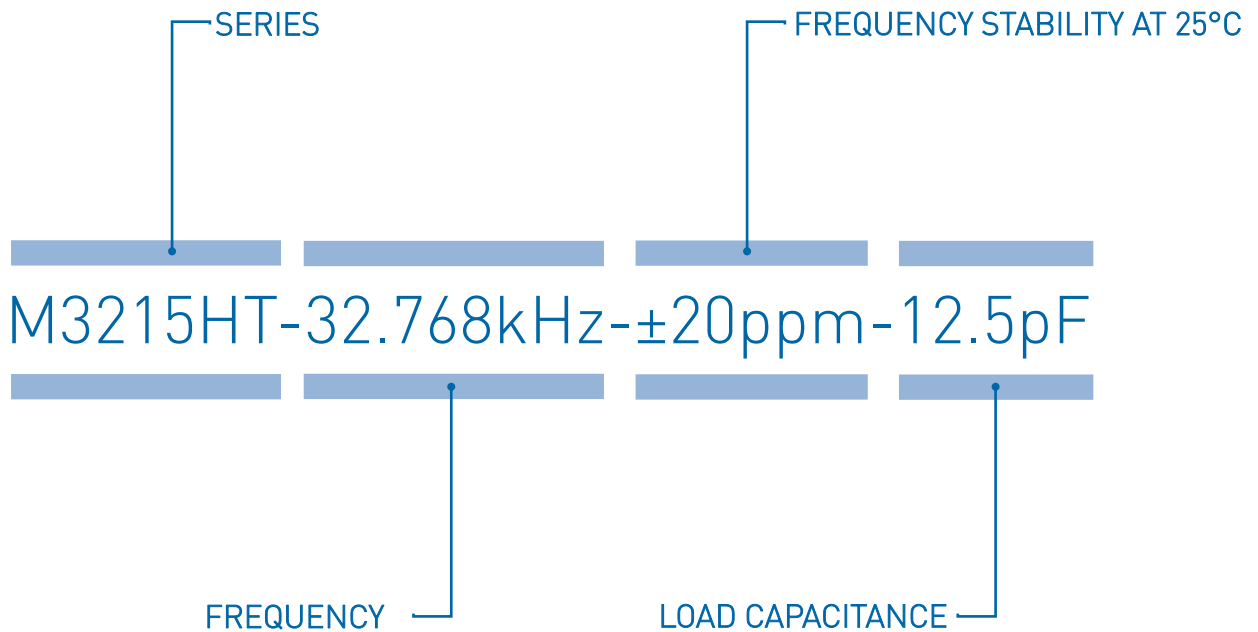 SERIES
FREQUENCY STABILITY AT 25°C
M3215HT-32.768kHz-±20ppm-12.5pF
FREQUENCY
LOAD CAPACITANCE